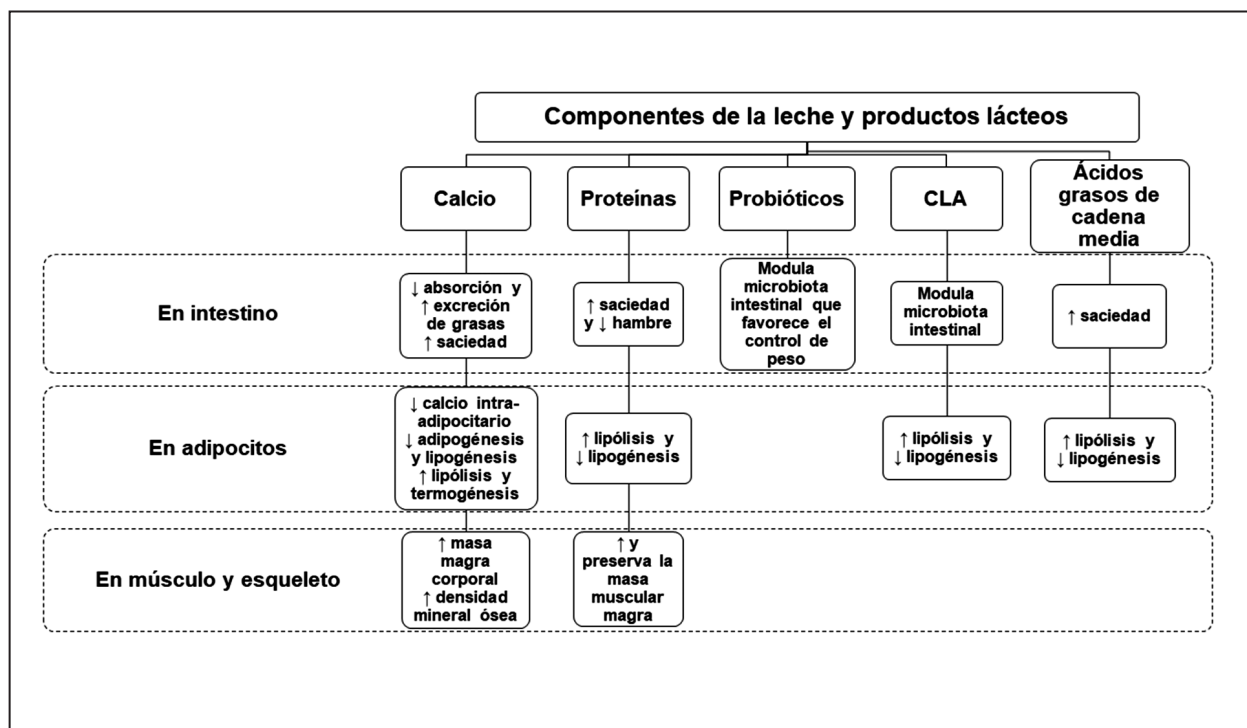 Componentes de la leche y productos lácteos
Calcio
Proteínas
Probióticos
CLA
Ácidos
grasos de
cadena
media
En intestino
↓ absorción y
↑ excreción
de grasas
↑ saciedad
↑ saciedad
y ↓ hambre
Modula
microbiota
intestinal que
favorece el
control de
peso
Modula
microbiota
intestinal
↑ saciedad
En adipocitos
↓ calcio intra-
adipocitario
↓ adipogénesis
y lipogénesis
↑ lipólisis y
termogénesis
↑ lipólisis y
↓ lipogénesis
↑ lipólisis y
↓ lipogénesis
↑ lipólisis y
↓ lipogénesis
En músculo y esqueleto
↑ masa
magra
corporal
↑ densidad
mineral ósea
↑ y
preserva la
masa
muscular
magra